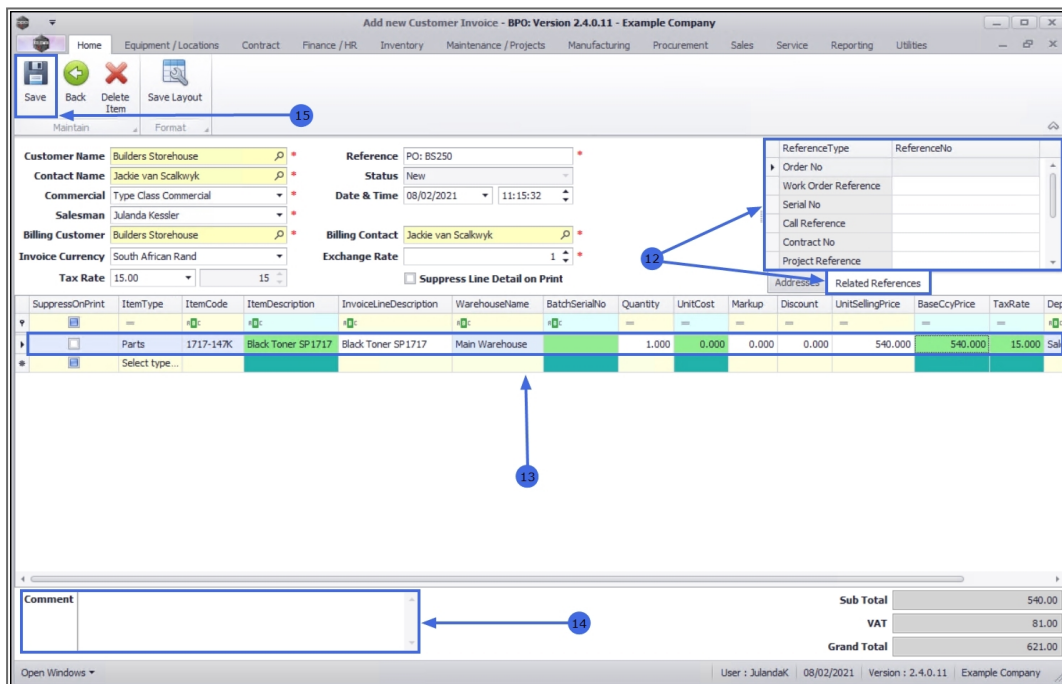 Add new Customer Invoice - BPO: Version 2.4.0.11 - Example Company
Home Equipment / Locations Contract Finance / HR Inventory Maintenance / Projects Manufacturing Procurement Sales Service Reporting Utilities
Save Back Delete Item Save Layout
15
Maintain Format
Customer Name Builders Storehouse * Reference PO: BS250 *
Contact Name Jackie van Scalkwyk * Status New
Commercial Type Class Commercial * Date & Time 08/02/2021 11:15:32
Salesman Julanda Kessler *
Billing Customer Builders Storehouse * Billing Contact Jackie van Scalkwyk *
Invoice Currency South African Rand Exchange Rate 1 *
Tax Rate 15.00 15 Suppress Line Detail on Print
ReferenceType ReferenceNo
Order No
Work Order Reference
Serial No
Call Reference
Contract No
Project Reference
12
Addresses Related References
SuppressOnPrint ItemType ItemCode ItemDescription InvoiceLineDescription WarehouseName BatchSerialNo Quantity UnitCost Markup Discount UnitSellingPrice BaseCcyPrice TaxRate Dep
Parts 1717-147K Black Toner SP1717 Black Toner SP1717 Main Warehouse 1.000 0.000 0.000 0.000 540.000 540.000 15.000 Sal
Select type...
13
Comment
14
Sub Total 540.00
VAT 81.00
Grand Total 621.00
Open Windows User : JulandaK 08/02/2021 Version : 2.4.0.11 Example Company